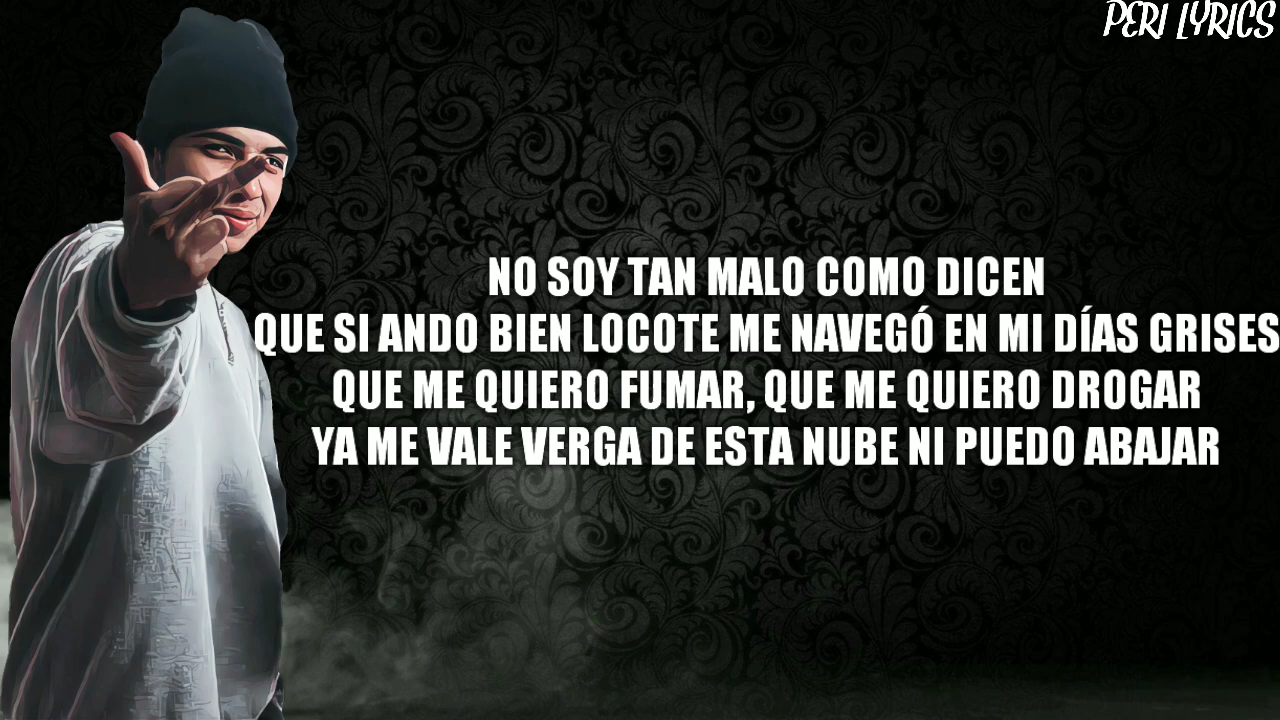 PERI LYRICS
NO SOY TAN MALO COMO DICEN
QUE SI ANDO BIEN LOCOTE ME NAVEGÓ EN MI DÍAS GRISES
QUE ME QUIERO FUMAR, QUE ME QUIERO DROGAR
YA ME VALE VERGA DE ESTA NUBE NI PUEDO ABAJAR